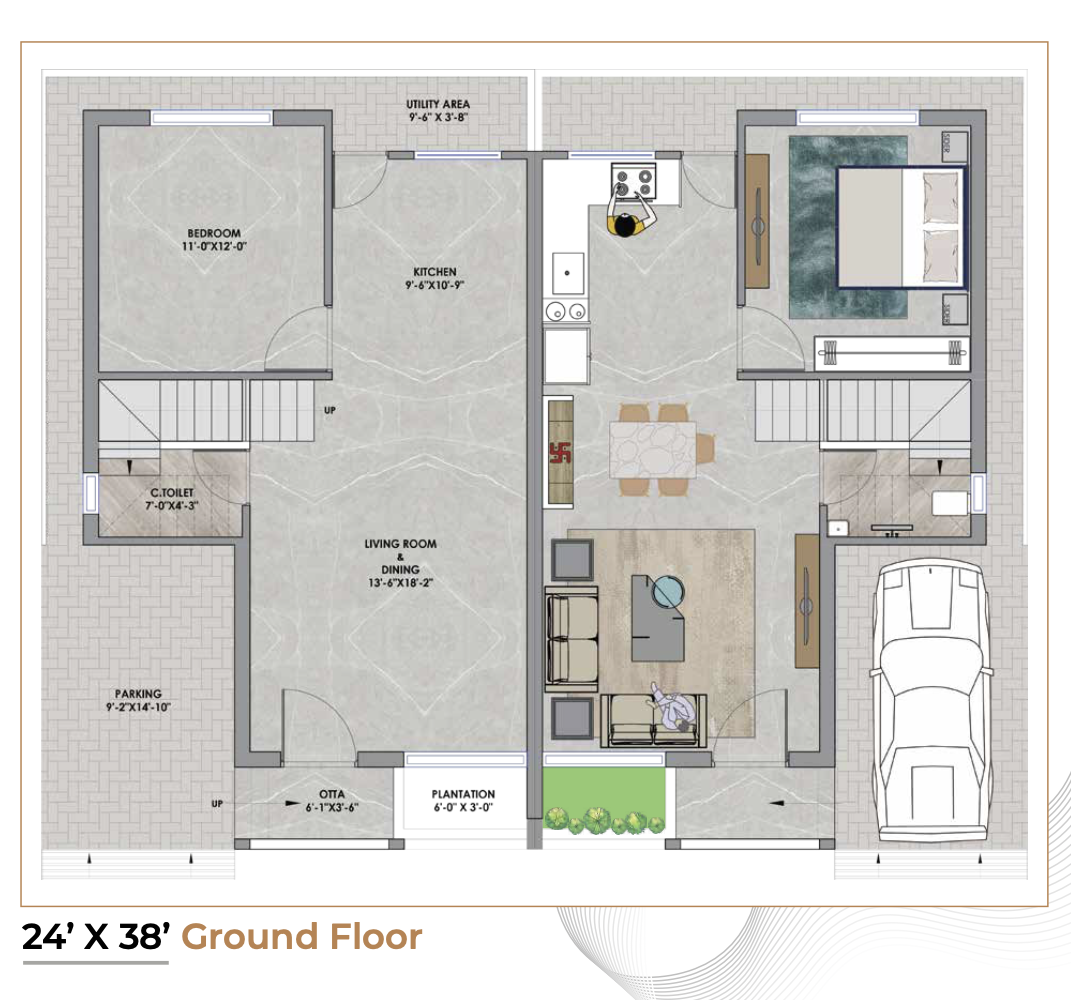 UTILITY AREA
9'-6" X 3'-8"
BEDROOM
11'-0"X12'-0"
KITCHEN
9'-6"X10'-9"
SIDER
SIDER
UP
C.TOILET
7'-0"X4'-3"
LIVING ROOM
&
DINING
13'-6"X18'-2"
PARKING
9'-2"X14'-10"
UP
OTTA
6'-1"X3'-6"
PLANTATION
6'-0" X 3'-0"
24’ X 38’ Ground Floor